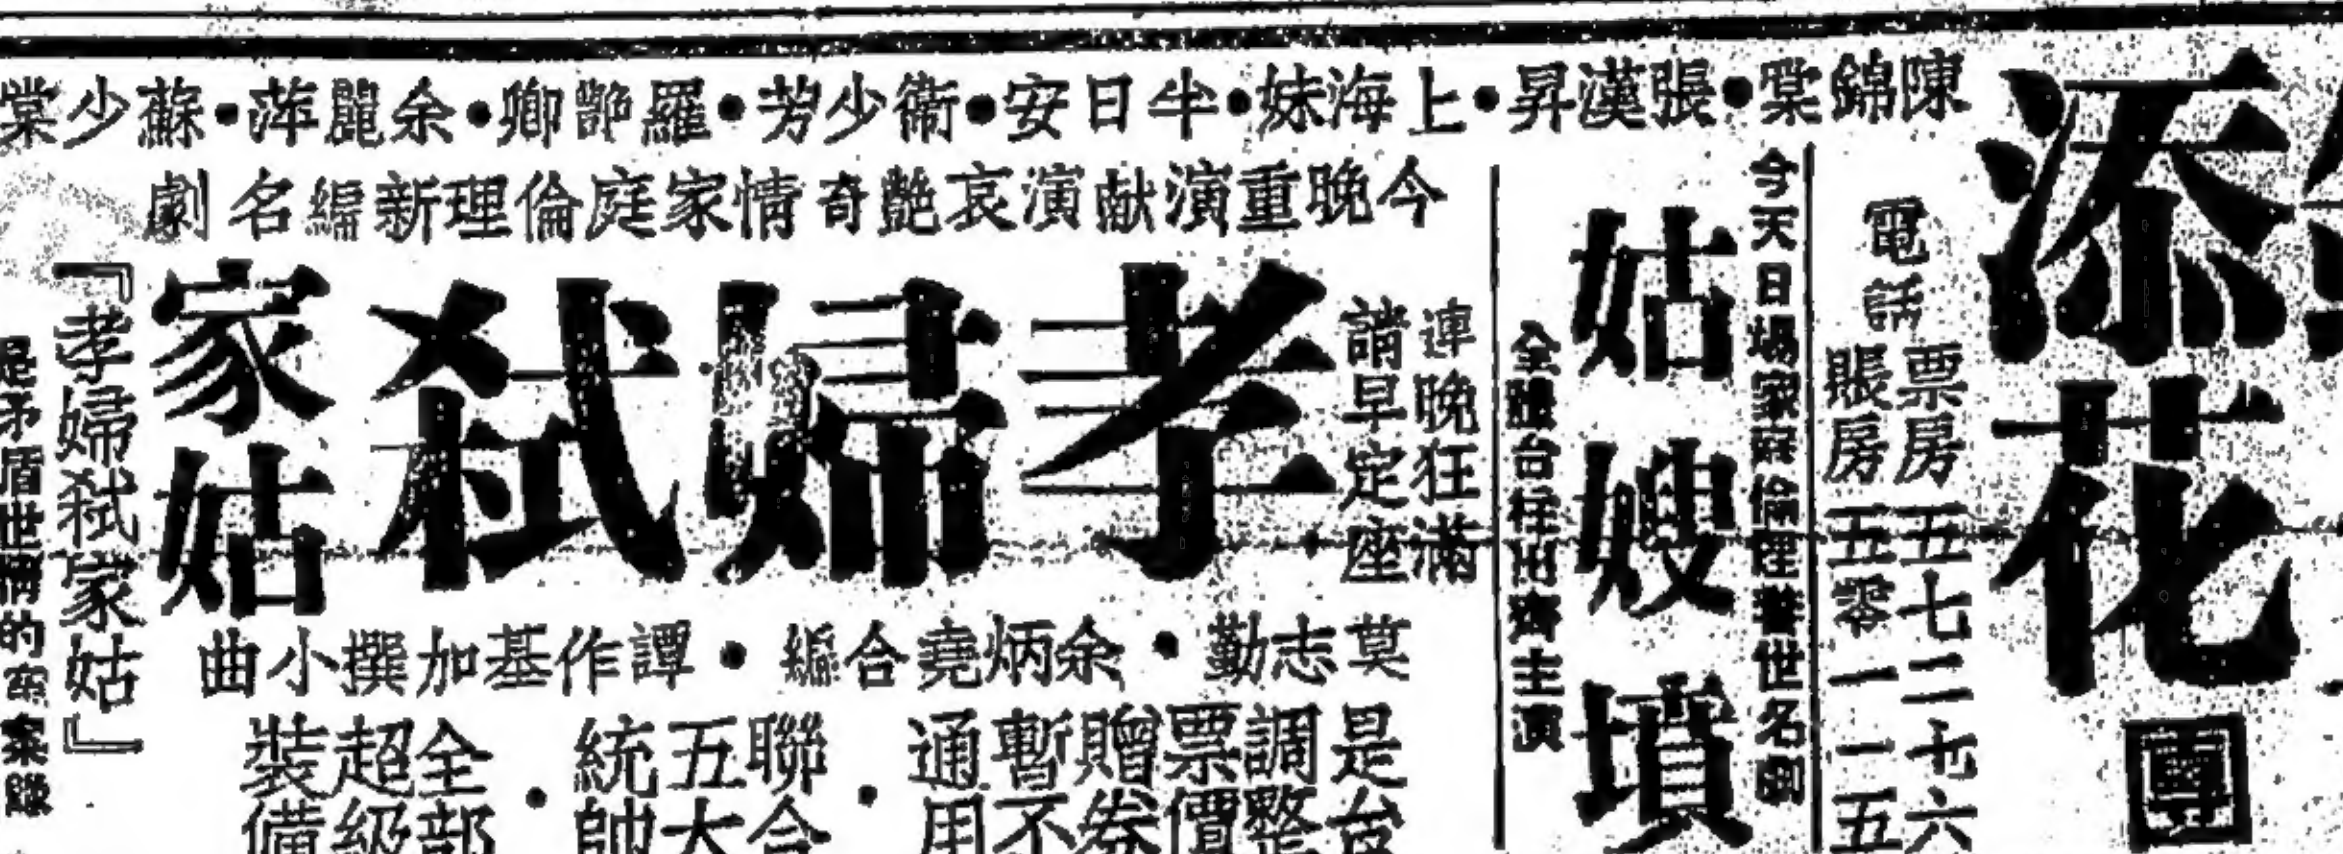 添花團
陳錦棠•張漢昇•上海妹•半日安•衛少芳•羅艷卿•余麗萍•蘇少棠
電話
票房五七二七六
賬房五零一一五
今天日場家庭倫理警世名劇
姑嫂墳
全體台柱出齊主演
今晚重演献演哀艷奇情家庭倫理新編名劇
連晚狂滿
請早定座
孝婦弒家姑
莫志勤•余炳堯合編•譚作基加撰小曲
是台
調整
票價
贈券
暫不
通用
聯合
五大
統帥
全部
超級
裝備
『孝婦弒家姑』
是矛盾世情的